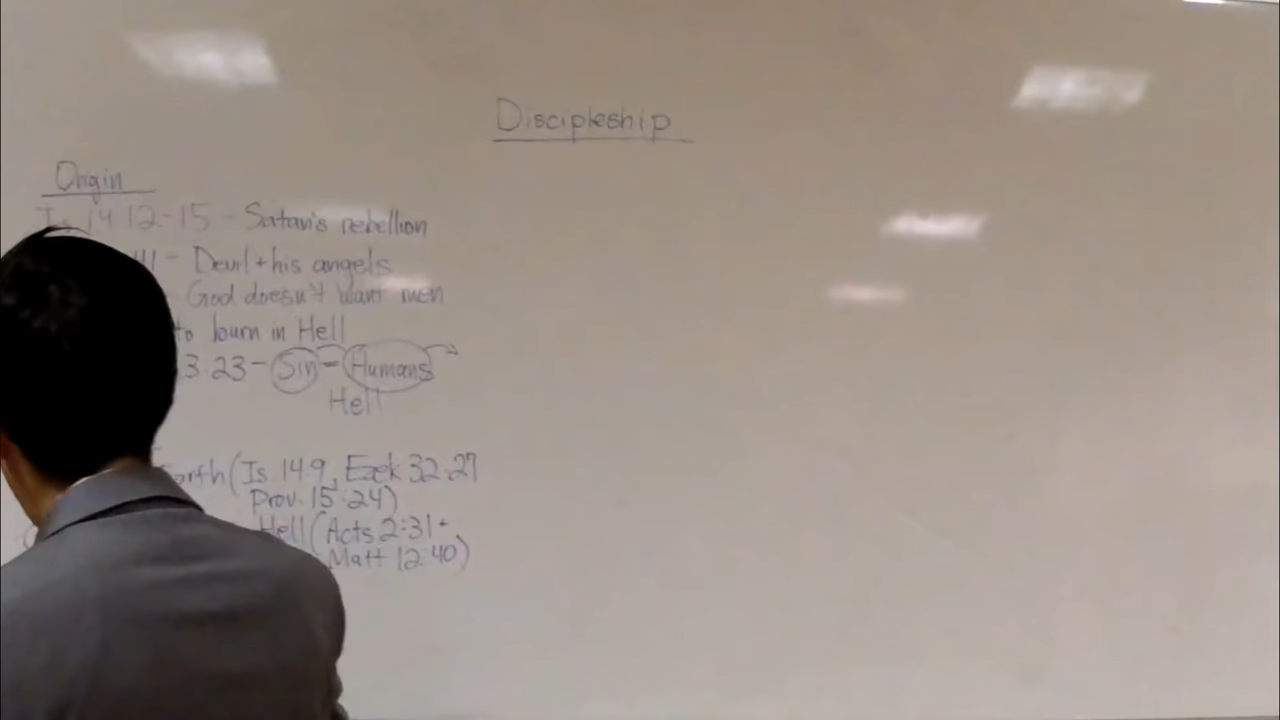 Discipleship
Origin
Is 14:12-15 - Satan's rebellion
41 - Devil + his angels
- God doesn't want men
to burn in Hell
3:23 - Sin - Humans
Hell
Earth (Is 14:9, Ezek 32:27
Prov. 15:24)
Hell (Acts 2:31 +
Matt 12:40)